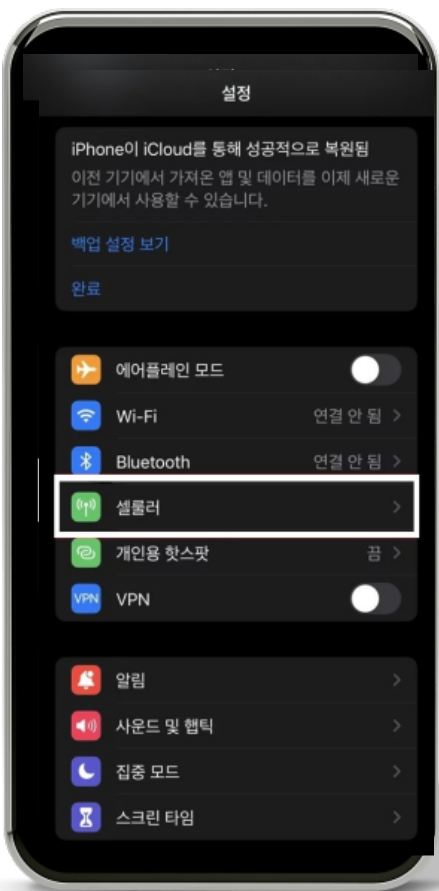 설정
iPhone이 iCloud를 통해 성공적으로 복원됨
이전 기기에서 가져온 앱 및 데이터를 이제 새로운
기기에서 사용할 수 있습니다.
백업 설정 보기
완료
에어플레인 모드
Wi-Fi 연결 안 됨
Bluetooth 연결 안 됨
셀룰러
개인용 핫스팟 끔
VPN VPN
알림
사운드 및 햅틱
집중 모드
스크린 타임